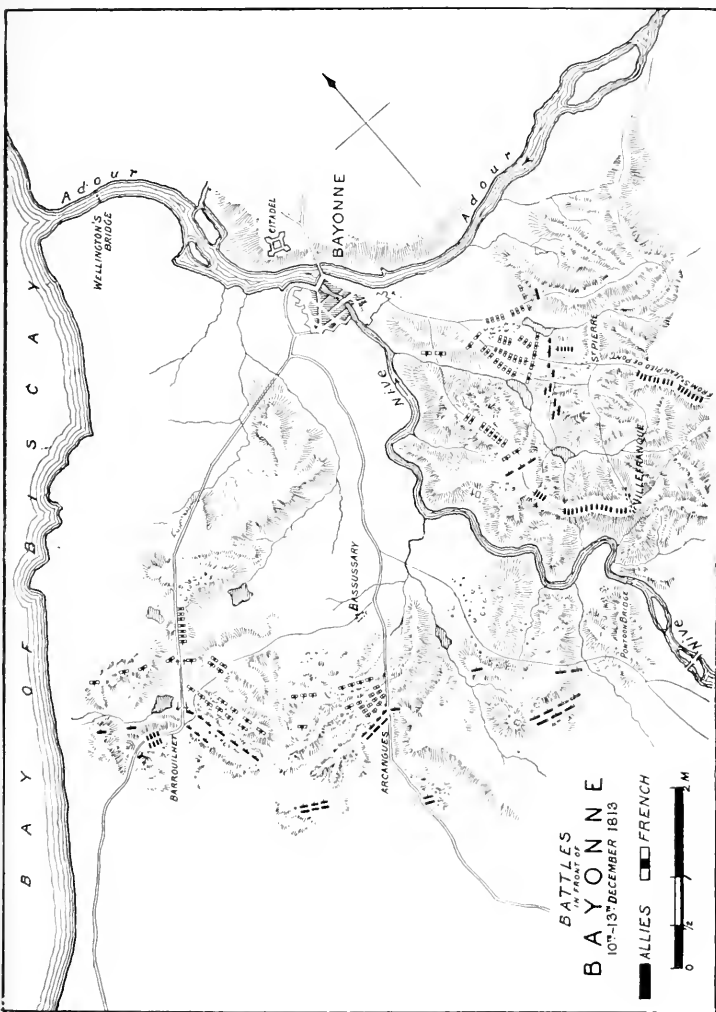 BAY OF BISCAY
Adour
WELLINGTON'S
BRIDGE
CITADEL
BAYONNE
Adour
Nive
ST PIERRE
FROM ST JEAN PIED DE PORT
VILLEFRANQUE
BASSUSSARY
PONTOON BRIDGE
Nive
BARROUILHET
ARCANGUES
BATTLES
IN FRONT OF
BAYONNE
10TH-13TH DECEMBER 1813
ALLIES FRENCH
0 1/2 1 2 M